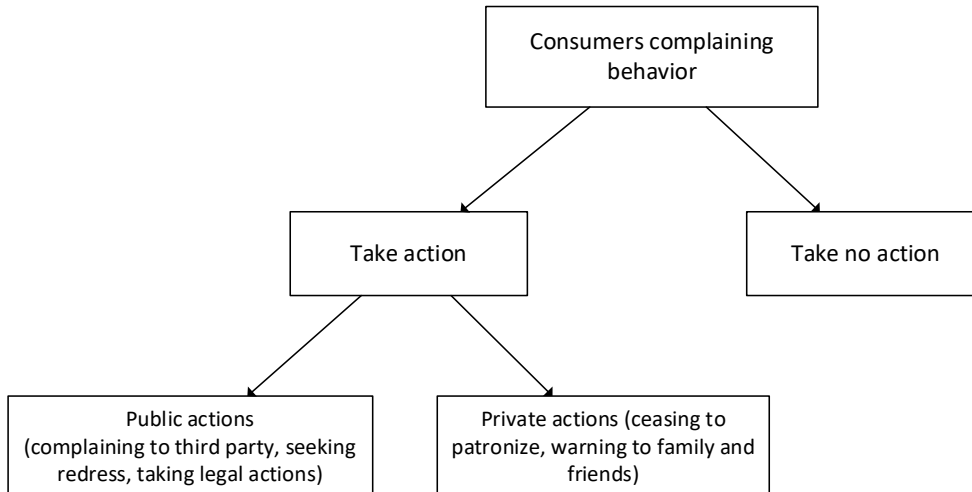 Consumers complaining
behavior
Take action
Take no action
Public actions
(complaining to third party, seeking
redress, taking legal actions)
Private actions (ceasing to
patronize, warning to family and
friends)